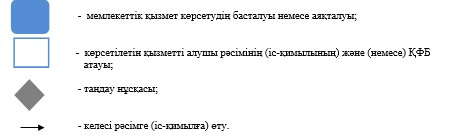 - мемлекеттік қызмет көрсетудің басталуы немесе аяқталуы;
- көрсетілетін қызметті алушы рәсімінің (іс-қимылының) және (немесе) ҚФБ
атауы;
- таңдау нұсқасы;
- келесі рәсімге (іс-қимылға) өту.